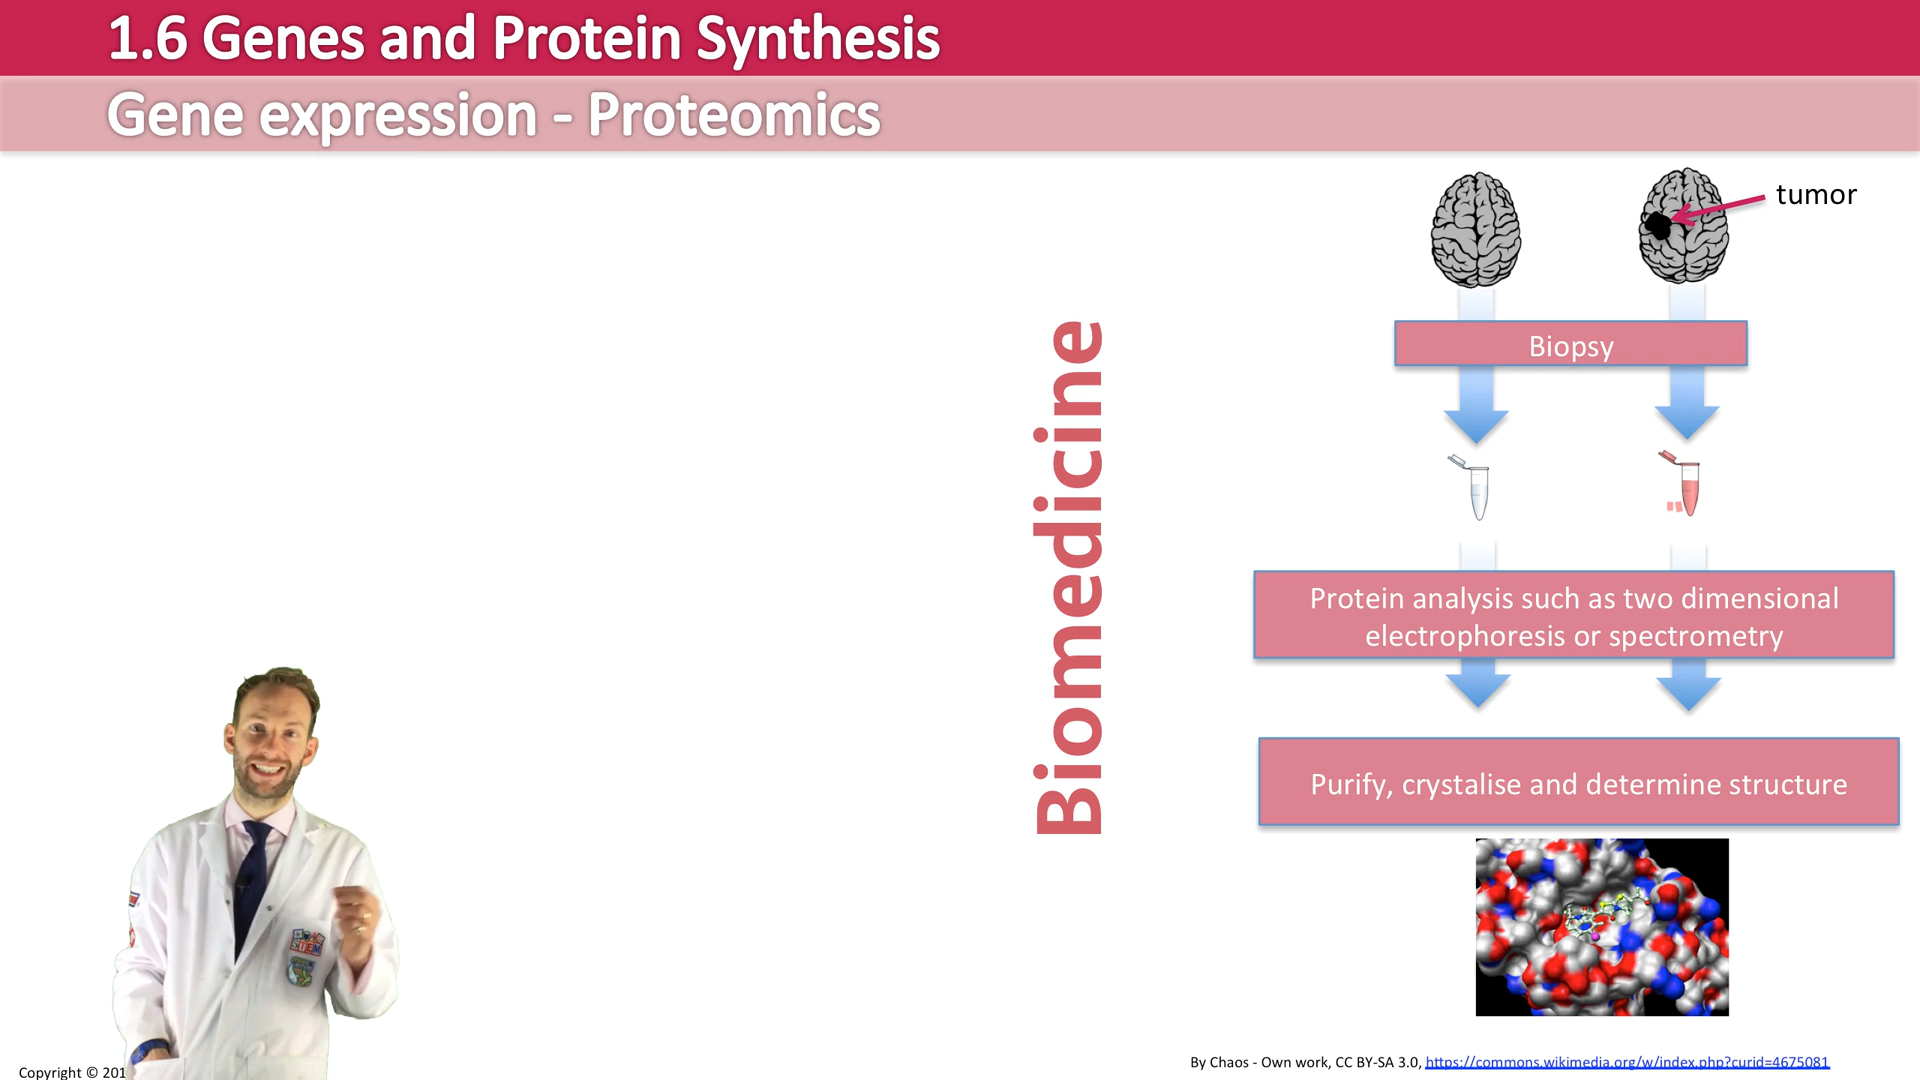 1.6 Genes and Protein Synthesis
Gene expression - Proteomics
tumor
Biopsy
Biomedicine
Protein analysis such as two dimensional
electrophoresis or spectrometry
Purify, crystalise and determine structure
STEM
By Chaos - Own work, CC BY-SA 3.0, https://commons.wikimedia.org/w/index.php?curid=4675081
Copyright © 201